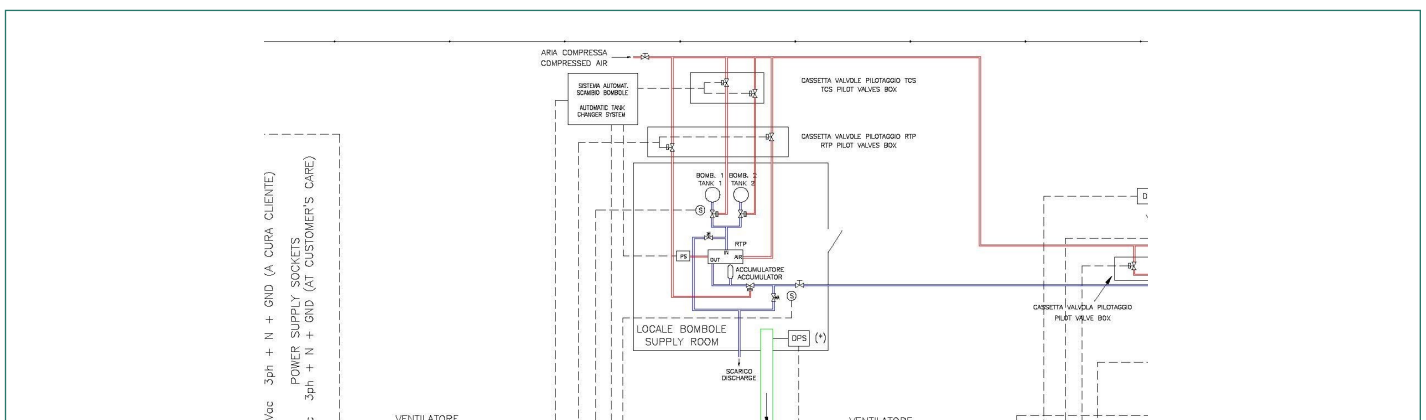 ARIA COMPRESSA
COMPRESSED AIR
SISTEMA AUTOMAT.
SCAMBIO BOMBOLE
AUTOMATIC TANK
CHANGER SYSTEM
CASSETTA VALVOLE PILOTAGGIO TCS
TCS PILOT VALVES BOX
CASSETTA VALVOLE PILOTAGGIO RTP
RTP PILOT VALVES BOX
BOMB. 1 BOMB. 2
TANK 1 TANK 2
S
RTP
PS
IN
OUT
AIR
ACCUMULATORE
ACCUMULATOR
S
LOCALE BOMBOLE
SUPPLY ROOM
DPS (*)
SCARICO
DISCHARGE
CASSETTA VALVOLA PILOTAGGIO
PILOT VALVE BOX
D
Vac 3ph + N + GND (A CURA CLIENTE)
POWER SUPPLY SOCKETS
c 3ph + N + GND (AT CUSTOMER'S CARE)
VENTILATORE
VENTILATORE